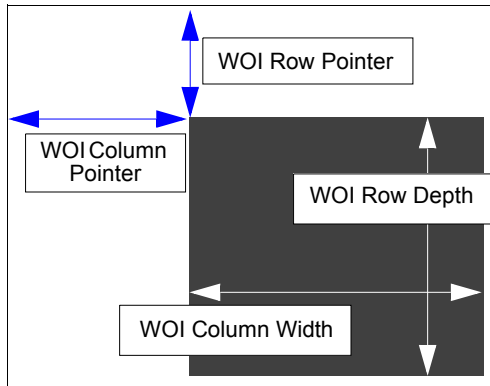 WOI Row Pointer
WOI Column
Pointer
WOI Row Depth
WOI Column Width